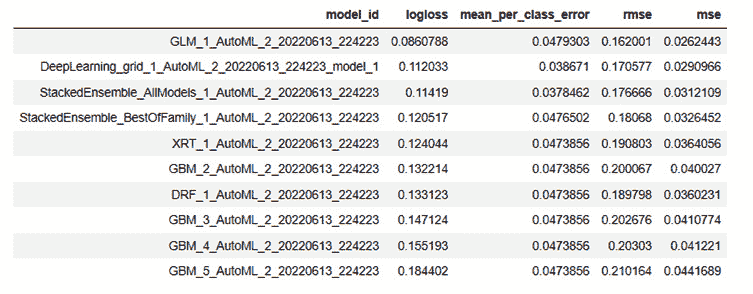 model_id logloss mean_per_class_error rmse mse
GLM_1_AutoML_2_20220613_224223 0.0860788 0.0479303 0.162001 0.0262443
DeepLearning_grid_1_AutoML_2_20220613_224223_model_1 0.112033 0.038671 0.170577 0.0290966
StackedEnsemble_AllModels_1_AutoML_2_20220613_224223 0.11419 0.0378462 0.176666 0.0312109
StackedEnsemble_BestOfFamily_1_AutoML_2_20220613_224223 0.120517 0.0476502 0.18068 0.0326452
XRT_1_AutoML_2_20220613_224223 0.124044 0.0473856 0.190803 0.0364056
GBM_2_AutoML_2_20220613_224223 0.132214 0.0473856 0.200067 0.040027
DRF_1_AutoML_2_20220613_224223 0.133123 0.0473856 0.189798 0.0360231
GBM_3_AutoML_2_20220613_224223 0.147124 0.0473856 0.202676 0.0410774
GBM_4_AutoML_2_20220613_224223 0.155193 0.0473856 0.20303 0.041221
GBM_5_AutoML_2_20220613_224223 0.184402 0.0473856 0.210164 0.0441689